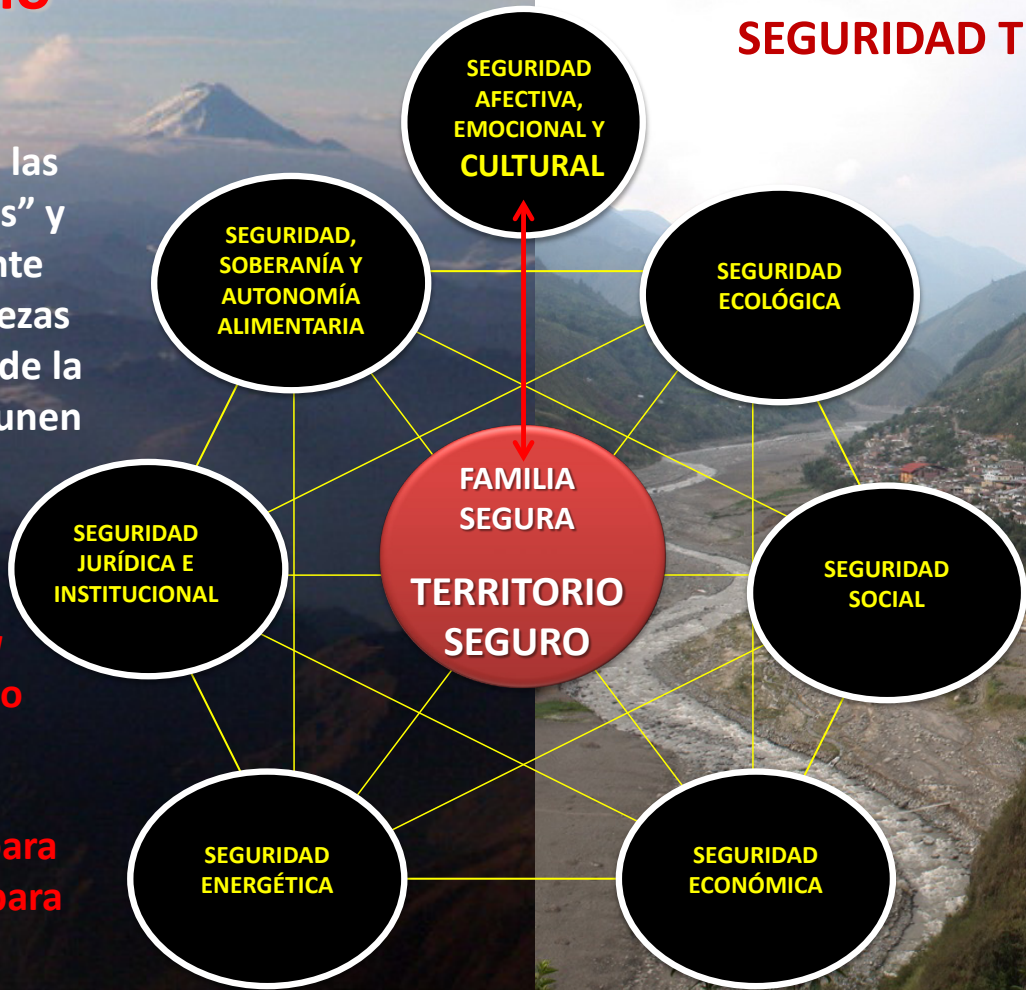 SEGURIDAD T
las
s” y
nte
ezas
de la
unen
o
para
para
SEGURIDAD
AFECTIVA,
EMOCIONAL Y
CULTURAL
SEGURIDAD,
SOBERANÍA Y
AUTONOMÍA
ALIMENTARIA
SEGURIDAD
ECOLÓGICA
SEGURIDAD
JURÍDICA E
INSTITUCIONAL
FAMILIA
SEGURA
TERRITORIO
SEGURO
SEGURIDAD
SOCIAL
SEGURIDAD
ENERGÉTICA
SEGURIDAD
ECONÓMICA